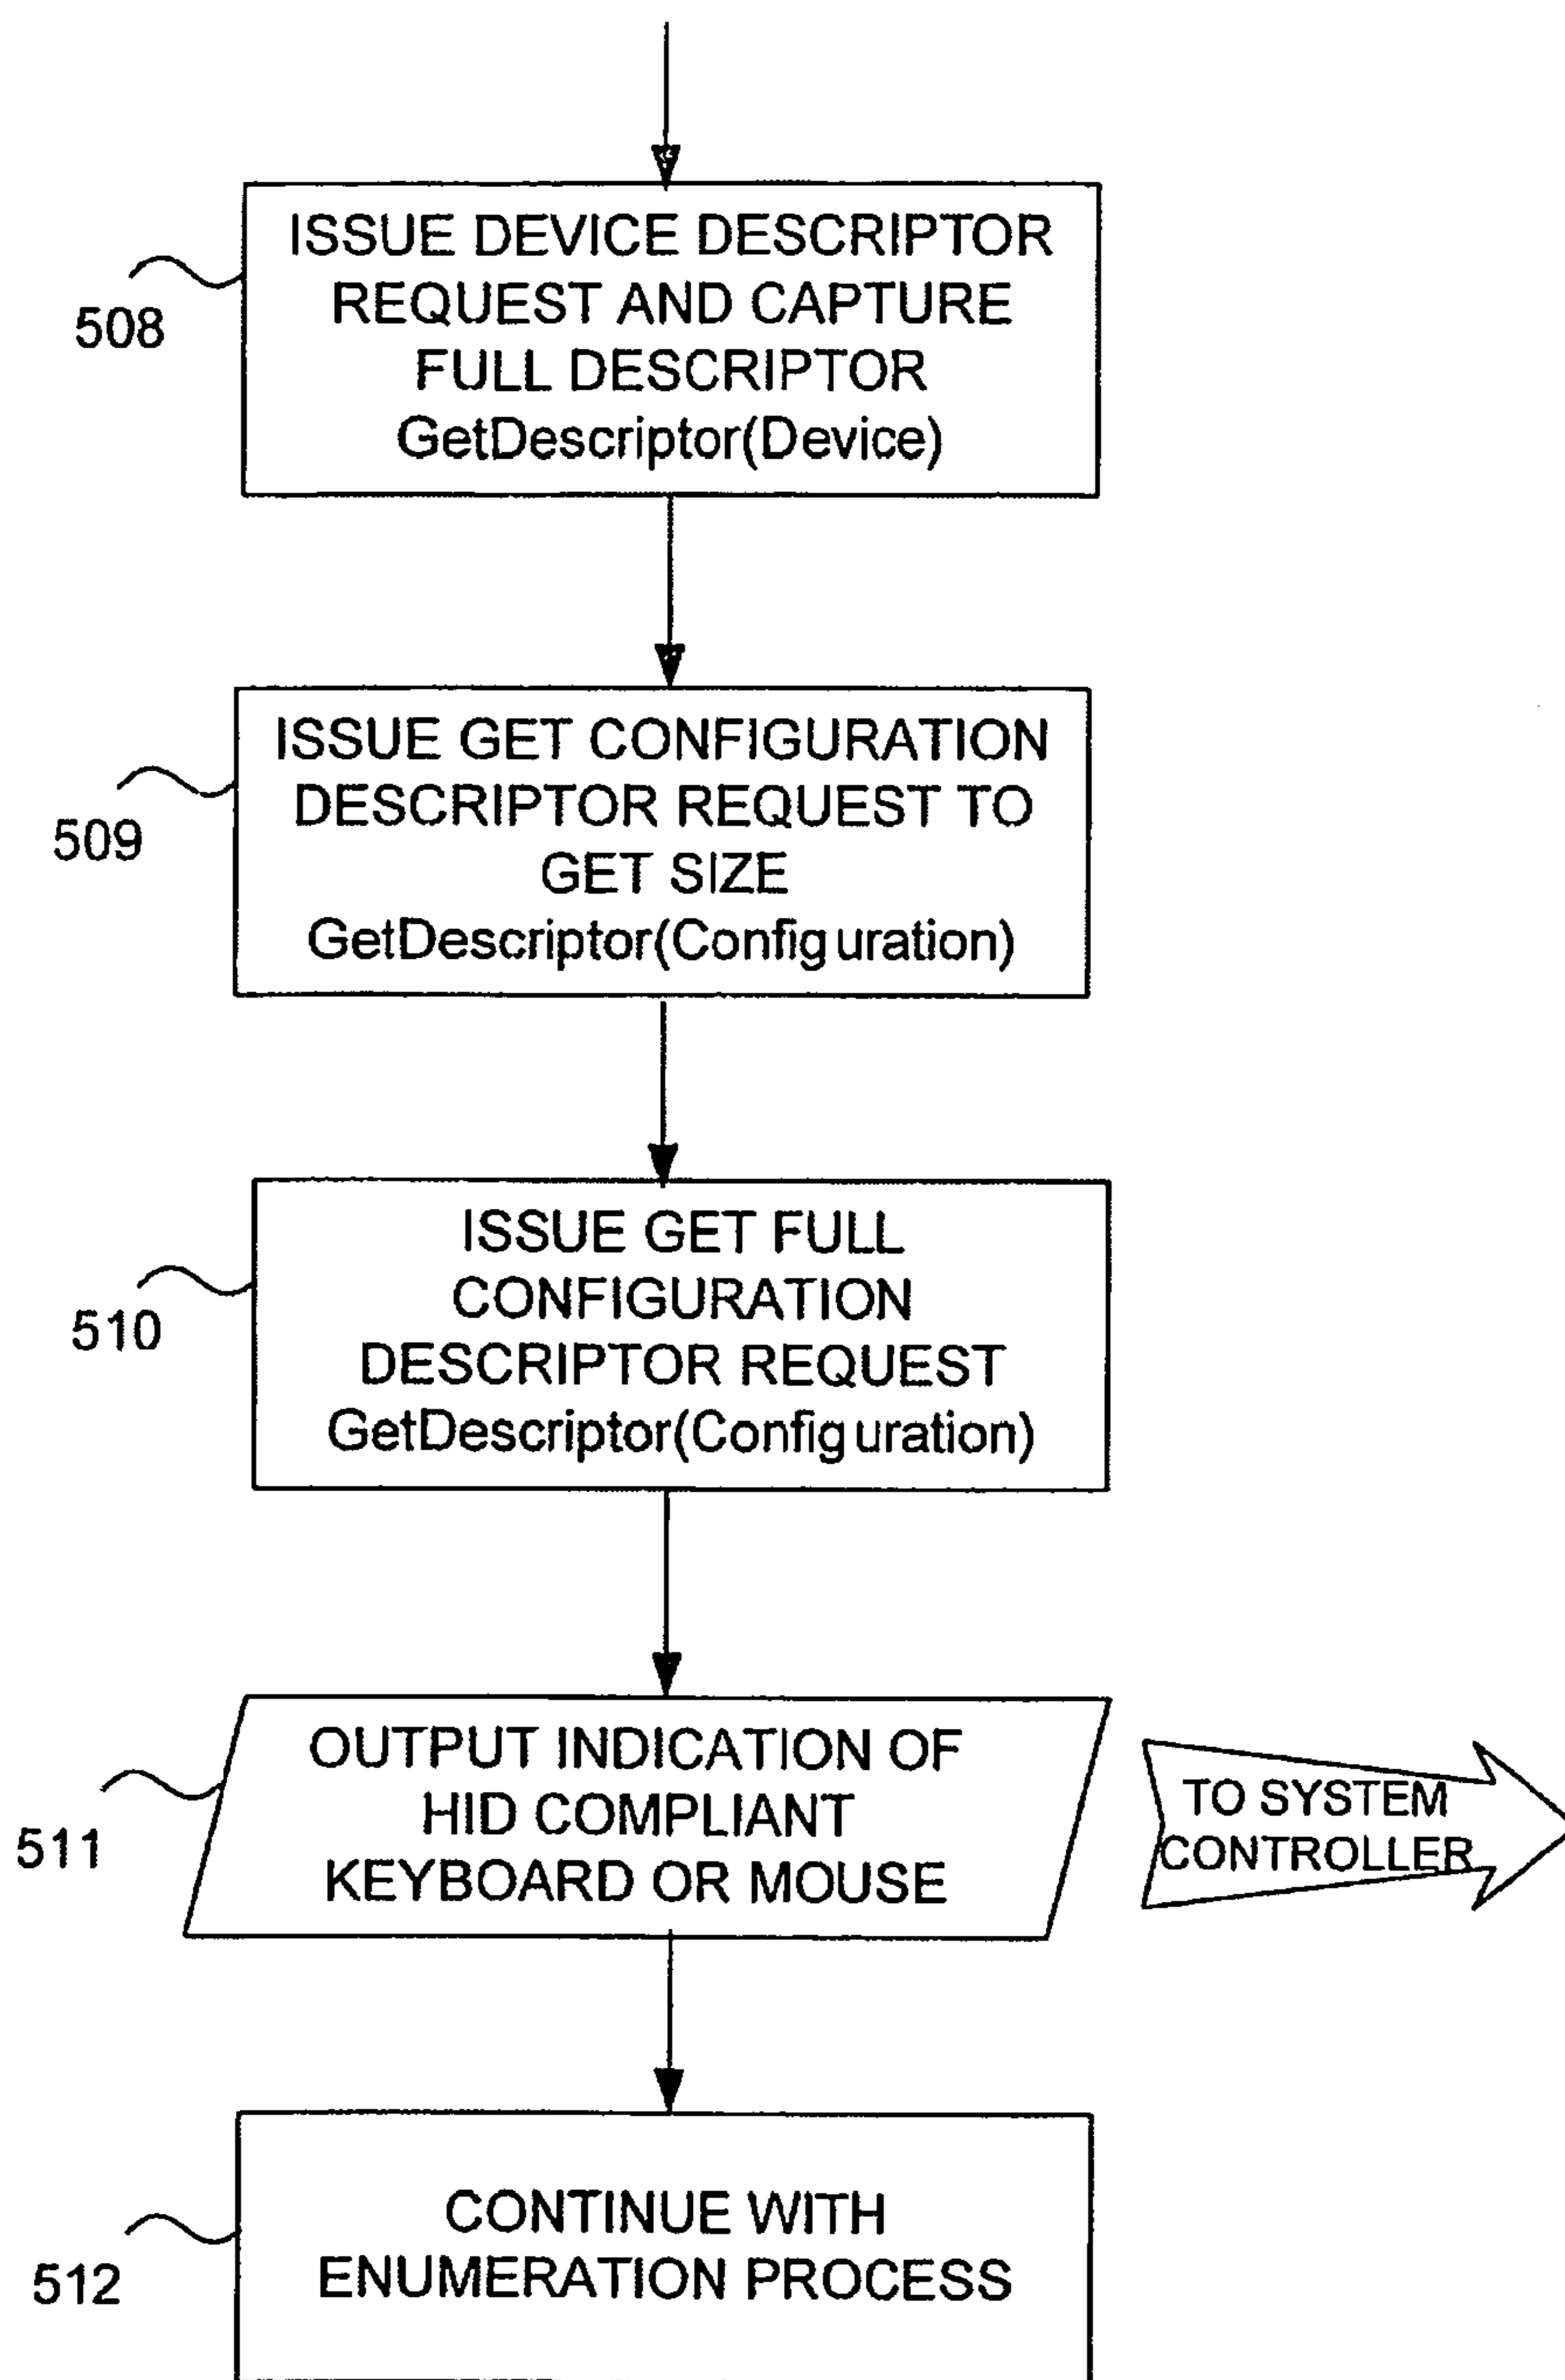 ISSUE DEVICE DESCRIPTOR
REQUEST AND CAPTURE
FULL DESCRIPTOR
GetDescriptor(Device)
508
ISSUE GET CONFIGURATION
DESCRIPTOR REQUEST TO
GET SIZE
GetDescriptor(Configuration)
509
ISSUE GET FULL
CONFIGURATION
DESCRIPTOR REQUEST
GetDescriptor(Configuration)
510
OUTPUT INDICATION OF
HID COMPLIANT
KEYBOARD OR MOUSE
511
TO SYSTEM
CONTROLLER
CONTINUE WITH
ENUMERATION PROCESS
512